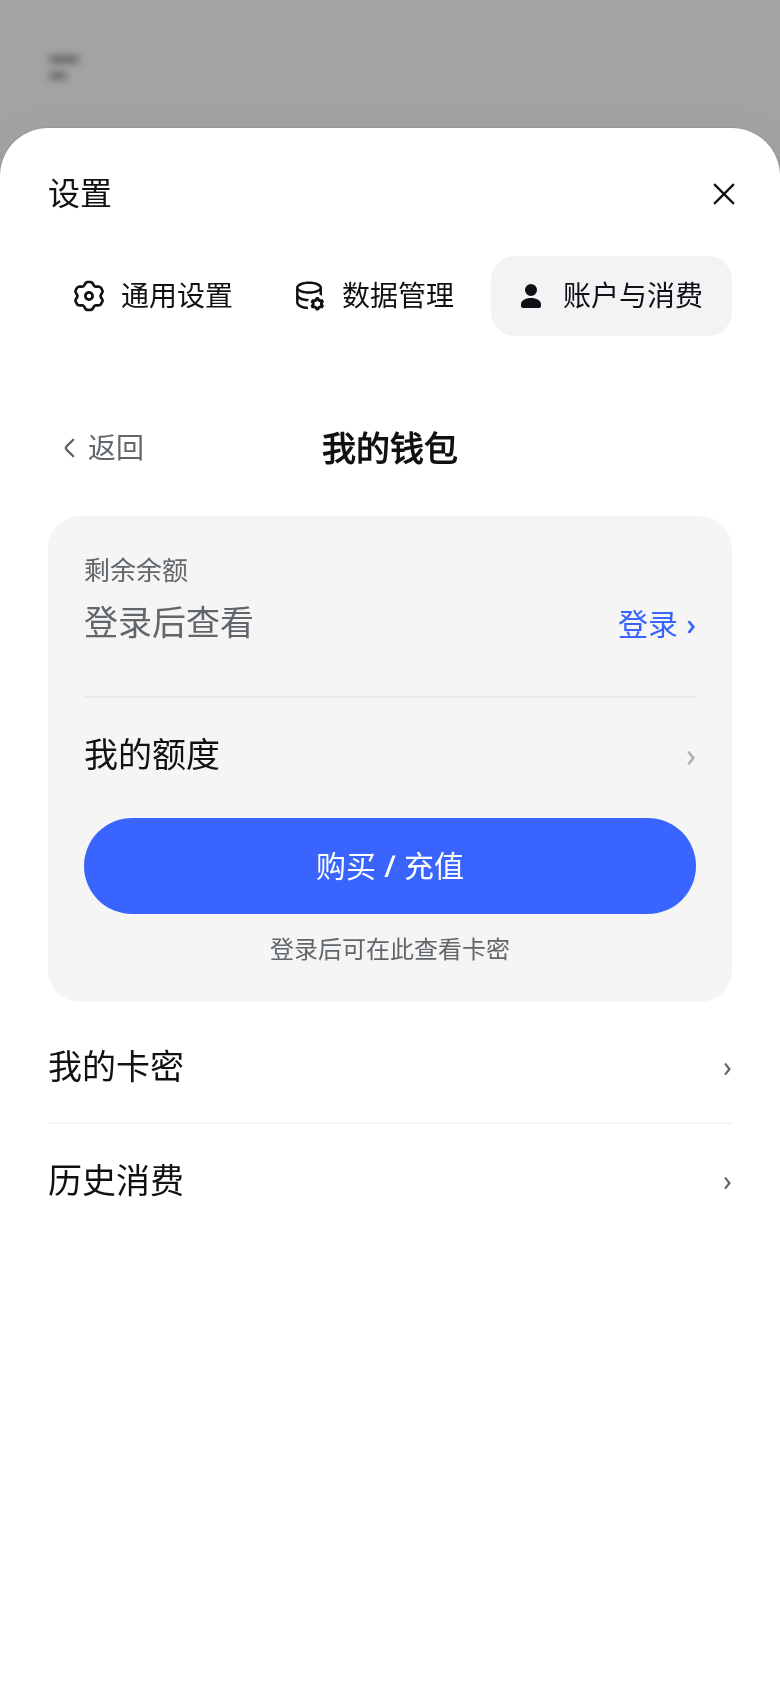 设置
通用设置
数据管理
账户与消费
返回
我的钱包
剩余余额
登录后查看
登录 ›
我的额度
›
购买 / 充值
登录后可在此查看卡密
我的卡密
›
历史消费
›